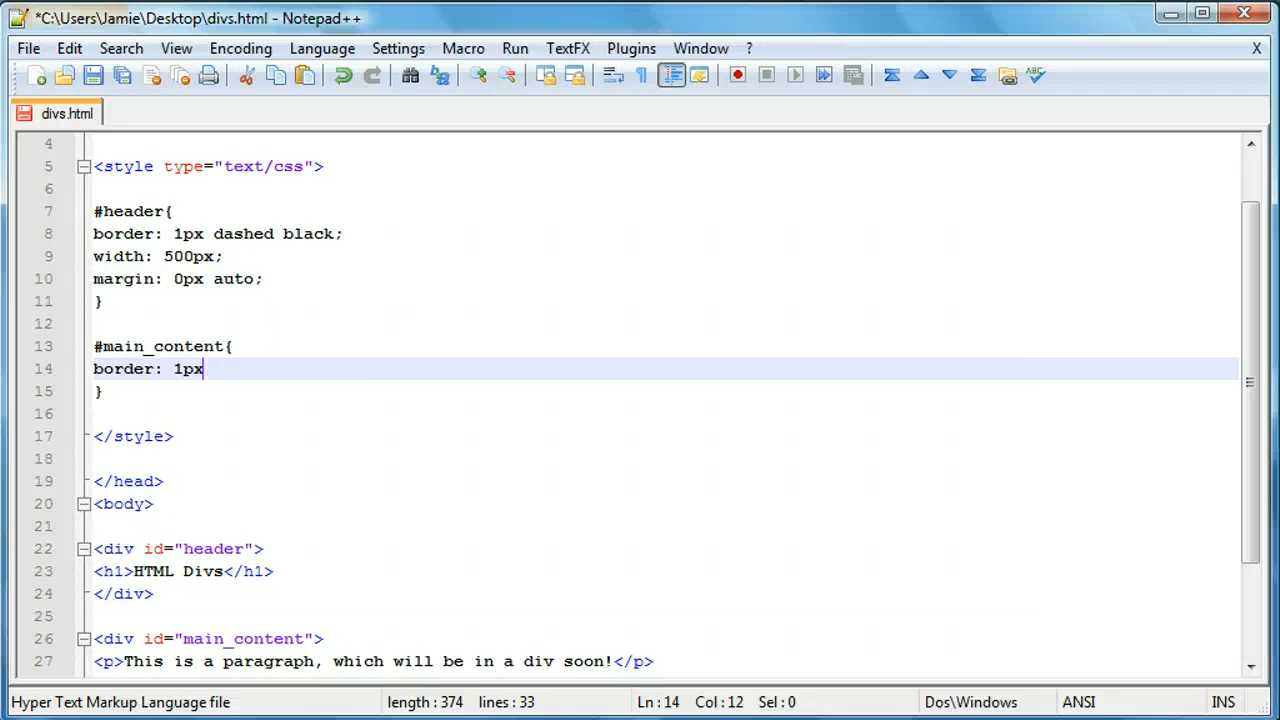 *C:\Users\Jamie\Desktop\divs.html - Notepad++
File Edit Search View Encoding Language Settings Macro Run TextFX Plugins Window ? X
divs.html
4
5 <style type="text/css">
6
7 #header{
8 border: 1px dashed black;
9 width: 500px;
10 margin: 0px auto;
11 }
12
13 #main_content{
14 border: 1px
15 }
16
17 </style>
18
19 </head>
20 <body>
21
22 <div id="header">
23 <h1>HTML Divs</h1>
24 </div>
25
26 <div id="main_content">
27 <p>This is a paragraph, which will be in a div soon!</p>
Hyper Text Markup Language file length : 374 lines : 33 Ln : 14 Col : 12 Sel : 0 Dos\Windows ANSI INS